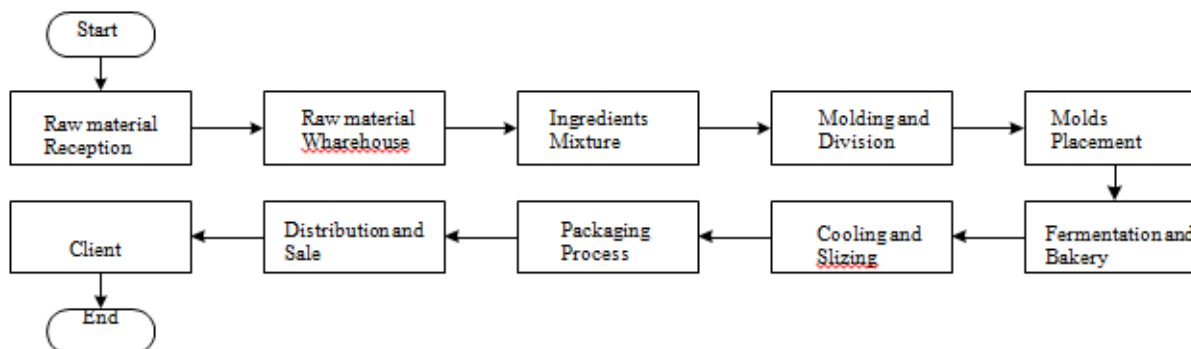 Start
Raw material
Reception
Raw material
Wharehouse
Ingredients
Mixture
Molding and
Division
Molds
Placement
Client
Distribution and
Sale
Packaging
Process
Cooling and
Slizing
Fermentation and
Bakery
End